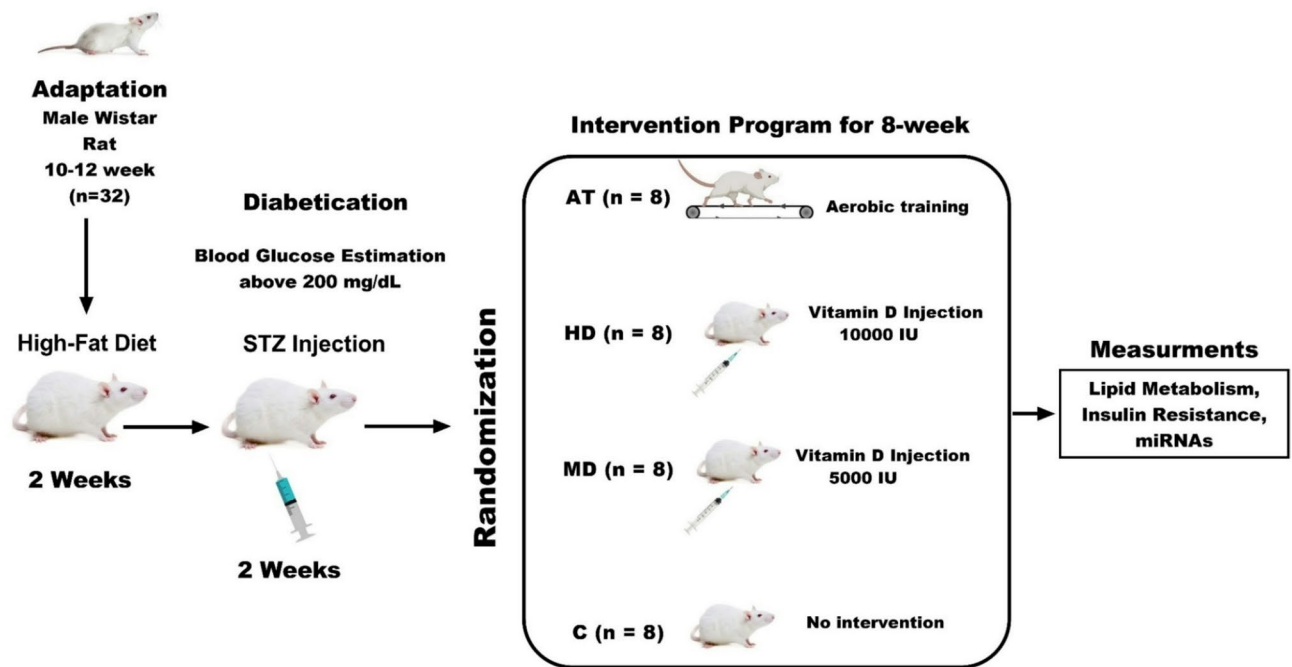 Adaptation
Male Wistar
Rat
10-12 week
(n=32)
High-Fat Diet
2 Weeks
Diabetication
Blood Glucose Estimation
above 200 mg/dL
STZ Injection
2 Weeks
Randomization
Intervention Program for 8-week
AT (n = 8)
Aerobic training
HD (n = 8)
Vitamin D Injection
10000 IU
MD (n = 8)
Vitamin D Injection
5000 IU
C (n = 8)
No intervention
Measurments
Lipid Metabolism,
Insulin Resistance,
miRNAs